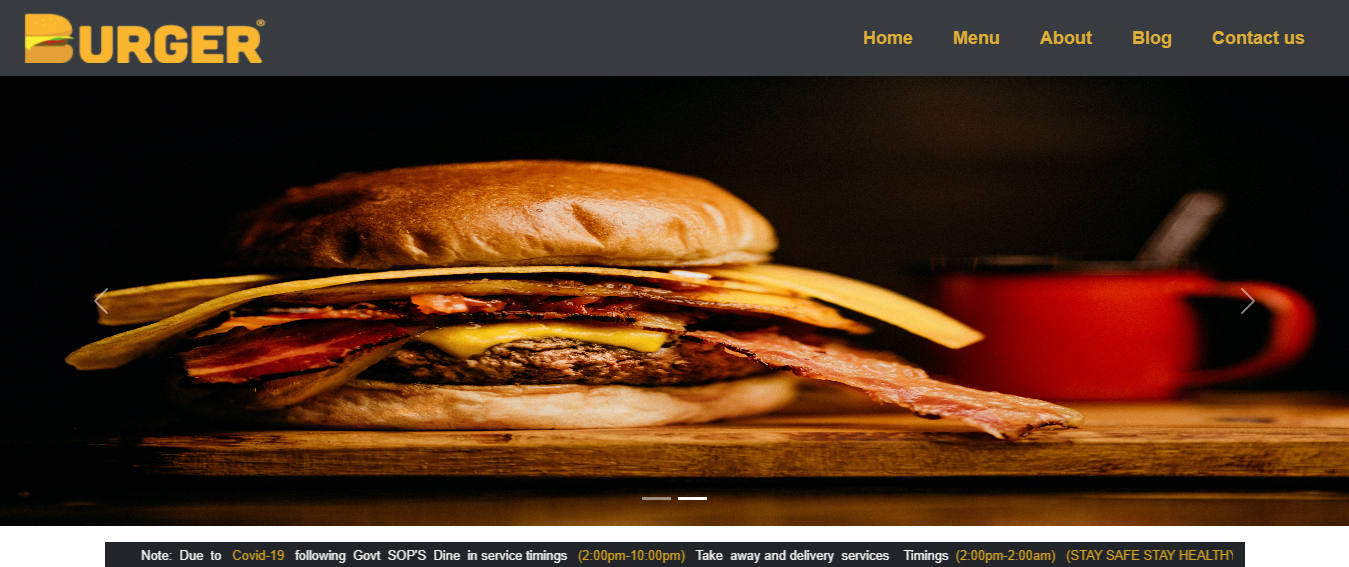 BURGER®
Home Menu About Blog Contact us
Note: Due to Covid-19 following Govt SOP'S Dine in service timings (2:00pm-10:00pm) Take away and delivery services Timings (2:00pm-2:00am) (STAY SAFE STAY HEALTHY